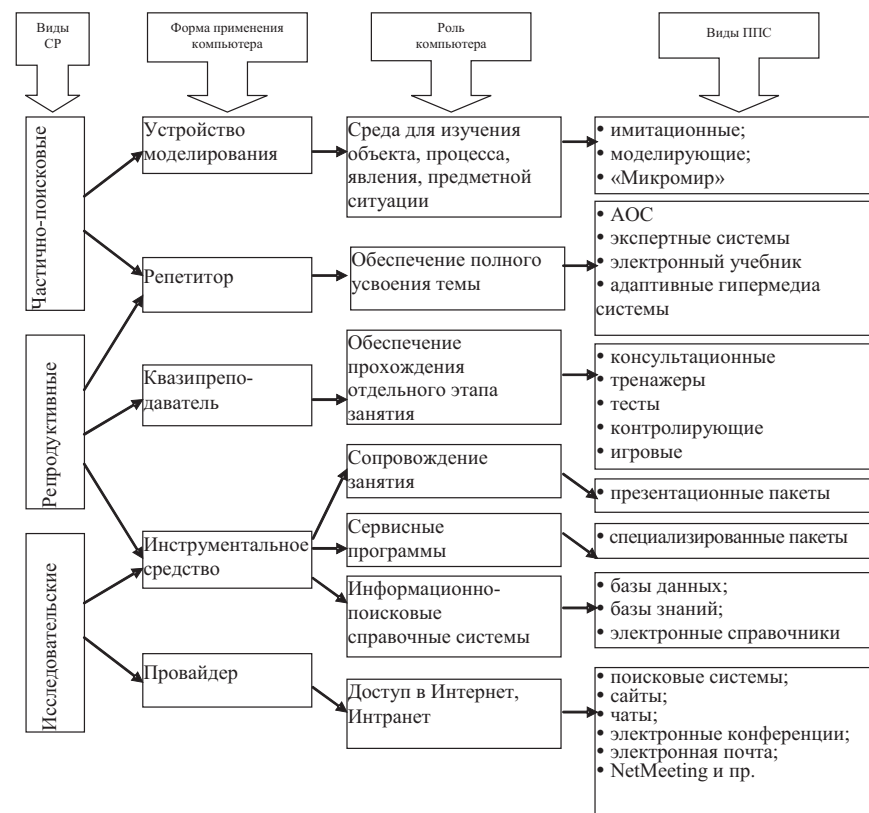 Виды
СР
Форма применения
компьютера
Роль
компьютера
Виды ППС
Частично-поисковые
Репродуктивные
Исследовательские
Устройство
моделирования
Репетитор
Квазипрепо-
даватель
Инструментальное
средство
Провайдер
Среда для изучения
объекта, процесса,
явления, предметной
ситуации
Обеспечение полного
усвоения темы
Обеспечение
прохождения
отдельного этапа
занятия
Сопровождение
занятия
Сервисные
программы
Информационно-
поисковые
справочные системы
Доступ в Интернет,
Интранет
• имитационные;
• моделирующие;
• «Микромир»
• АОС
• экспертные системы
• электронный учебник
• адаптивные гипермедиа
системы
• консультационные
• тренажеры
• тесты
• контролирующие
• игровые
• презентационные пакеты
• специализированные пакеты
• базы данных;
• базы знаний;
• электронные справочники
• поисковые системы;
• сайты;
• чаты;
• электронные конференции;
• электронная почта;
• NetMeeting и пр.